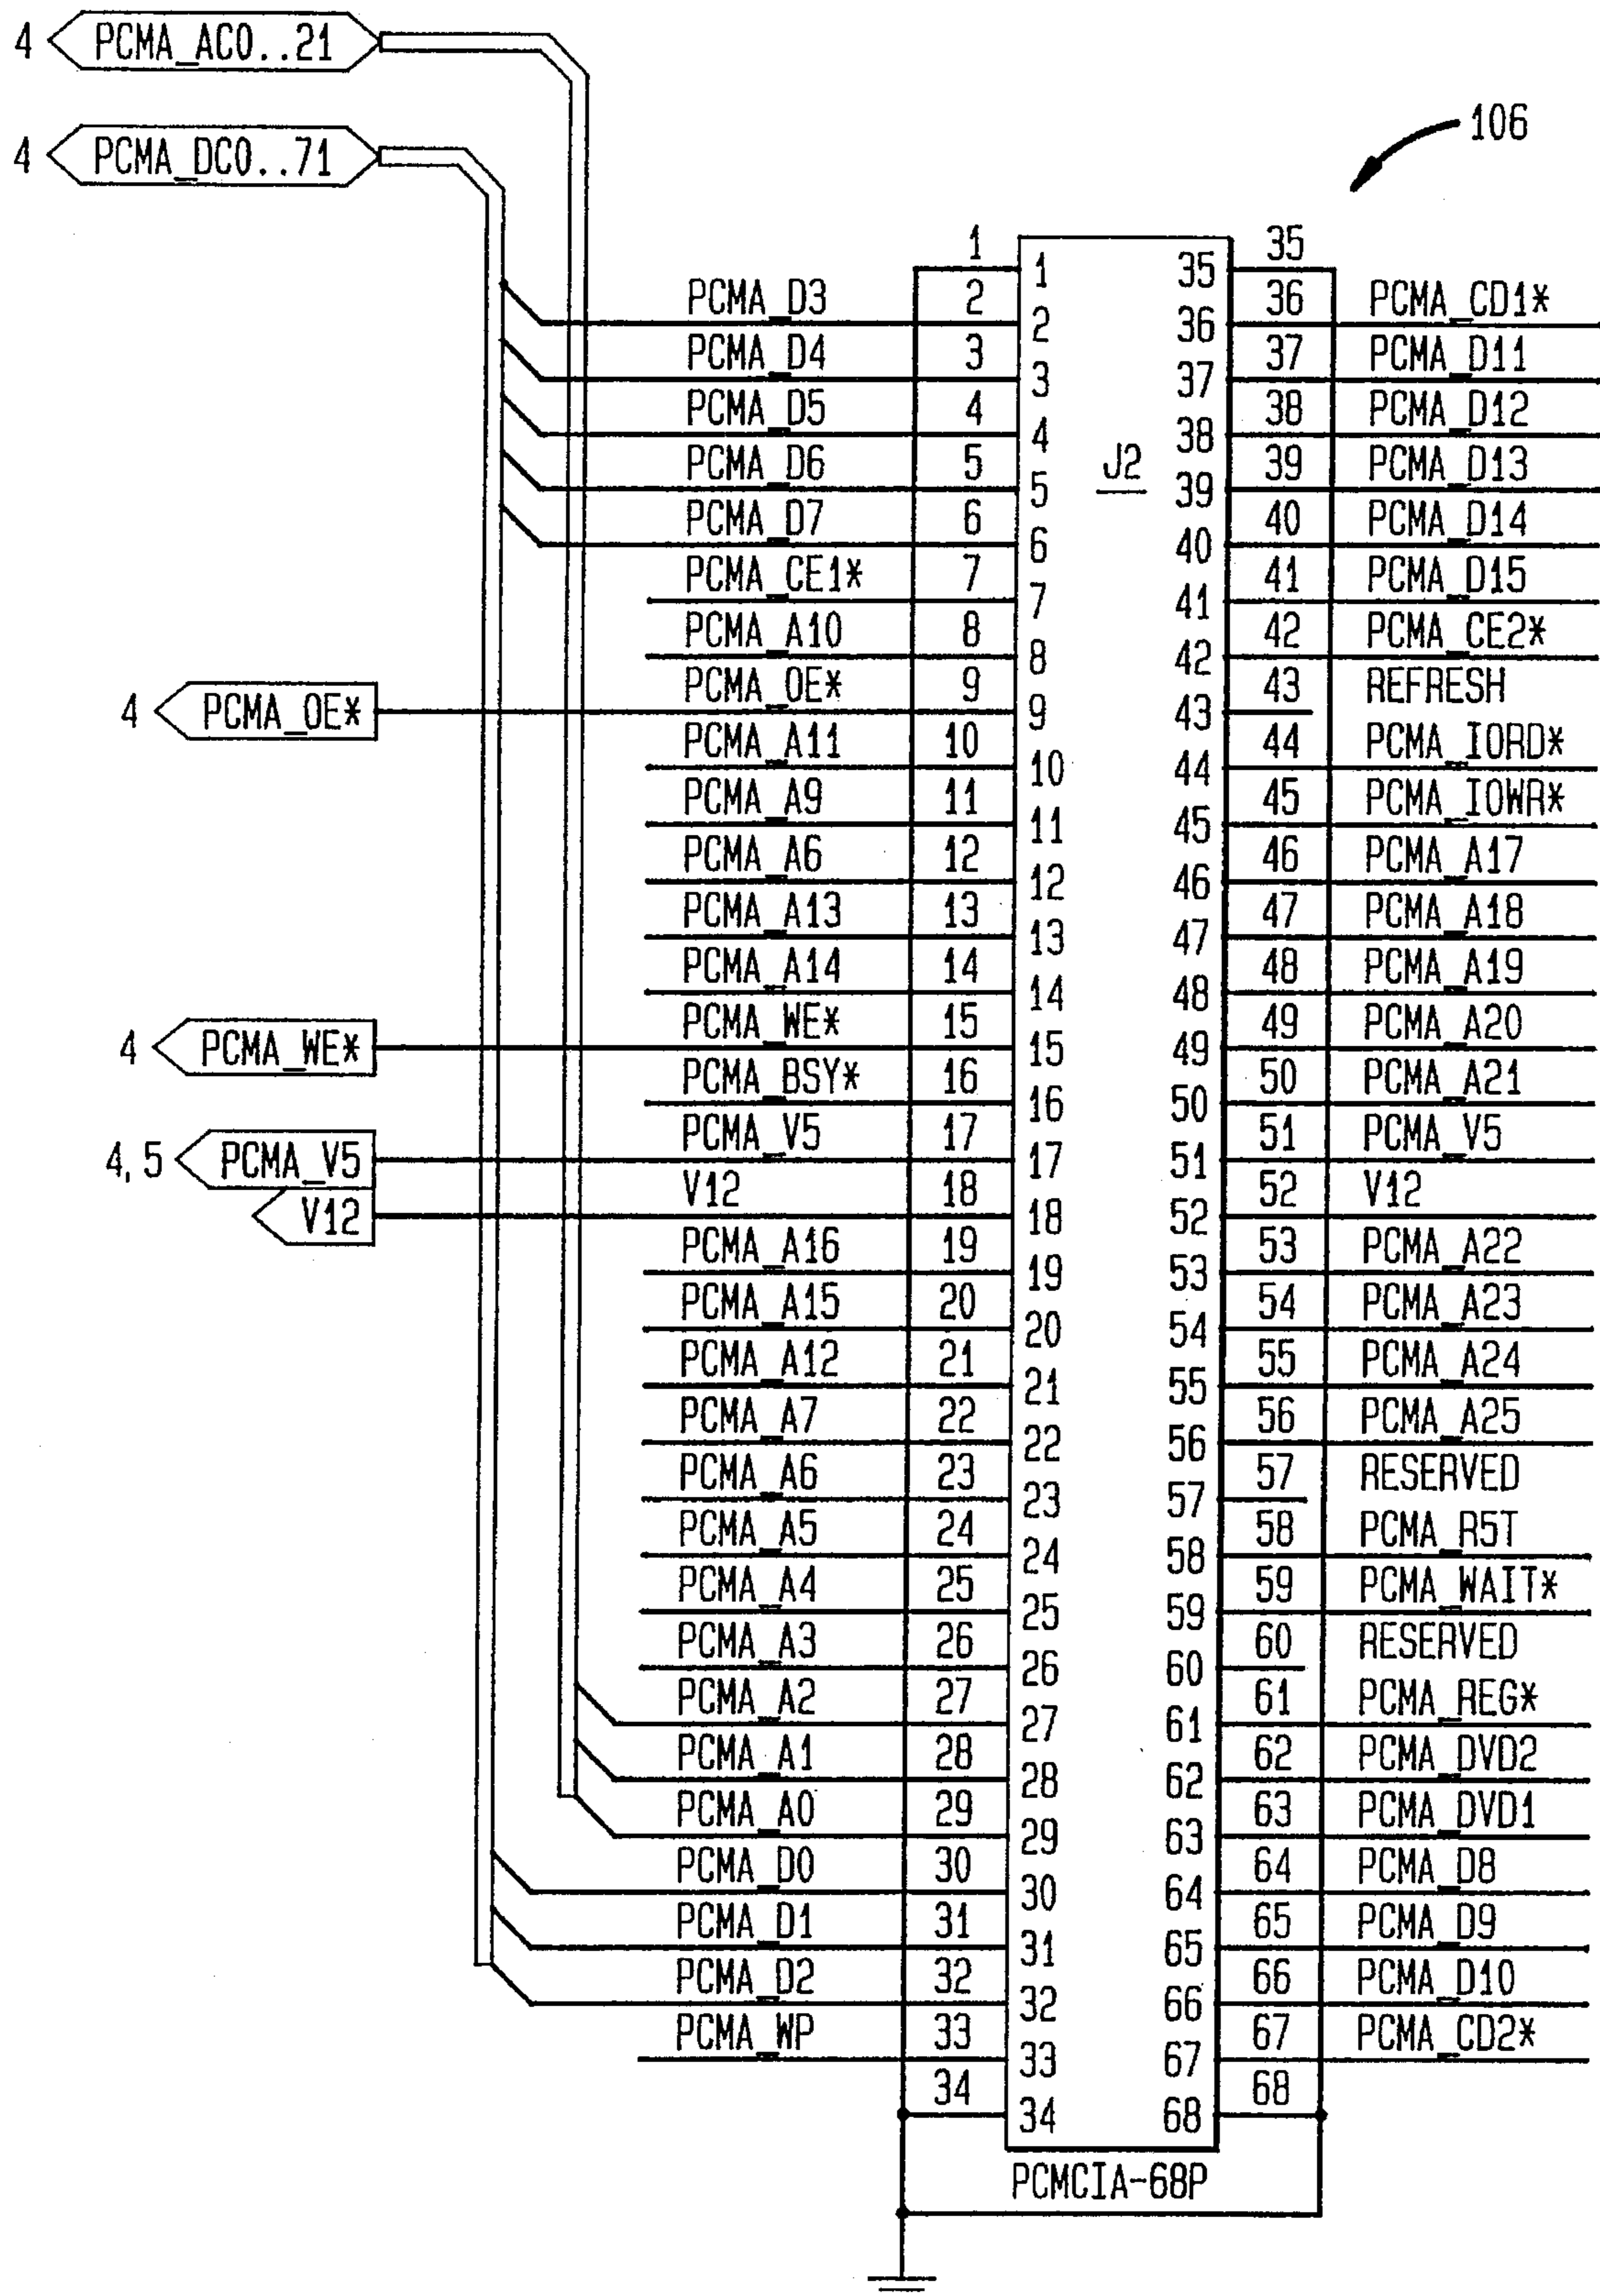 4 PCMA_AC0..21
4 PCMA_DC0..71
106
J2
1 1 35 35
PCMA_D3 2 2 36 36 PCMA_CD1*
PCMA_D4 3 3 37 37 PCMA_D11
PCMA_D5 4 4 38 38 PCMA_D12
PCMA_D6 5 5 39 39 PCMA_D13
PCMA_D7 6 6 40 40 PCMA_D14
PCMA_CE1* 7 7 41 41 PCMA_D15
PCMA_A10 8 8 42 42 PCMA_CE2*
4 PCMA_OE* PCMA_OE* 9 9 43 43 REFRESH
PCMA_A11 10 10 44 44 PCMA_IORD*
PCMA_A9 11 11 45 45 PCMA_IOWR*
PCMA_A6 12 12 46 46 PCMA_A17
PCMA_A13 13 13 47 47 PCMA_A18
PCMA_A14 14 14 48 48 PCMA_A19
4 PCMA_WE* PCMA_WE* 15 15 49 49 PCMA_A20
PCMA_BSY* 16 16 50 50 PCMA_A21
4,5 PCMA_V5 PCMA_V5 17 17 51 51 PCMA_V5
V12 V12 18 18 52 52 V12
PCMA_A16 19 19 53 53 PCMA_A22
PCMA_A15 20 20 54 54 PCMA_A23
PCMA_A12 21 21 55 55 PCMA_A24
PCMA_A7 22 22 56 56 PCMA_A25
PCMA_A6 23 23 57 57 RESERVED
PCMA_A5 24 24 58 58 PCMA_R5T
PCMA_A4 25 25 59 59 PCMA_WAIT*
PCMA_A3 26 26 60 60 RESERVED
PCMA_A2 27 27 61 61 PCMA_REG*
PCMA_A1 28 28 62 62 PCMA_DVD2
PCMA_A0 29 29 63 63 PCMA_DVD1
PCMA_D0 30 30 64 64 PCMA_D8
PCMA_D1 31 31 65 65 PCMA_D9
PCMA_D2 32 32 66 66 PCMA_D10
PCMA_WP 33 33 67 67 PCMA_CD2*
34 34 68 68
PCMCIA-68P